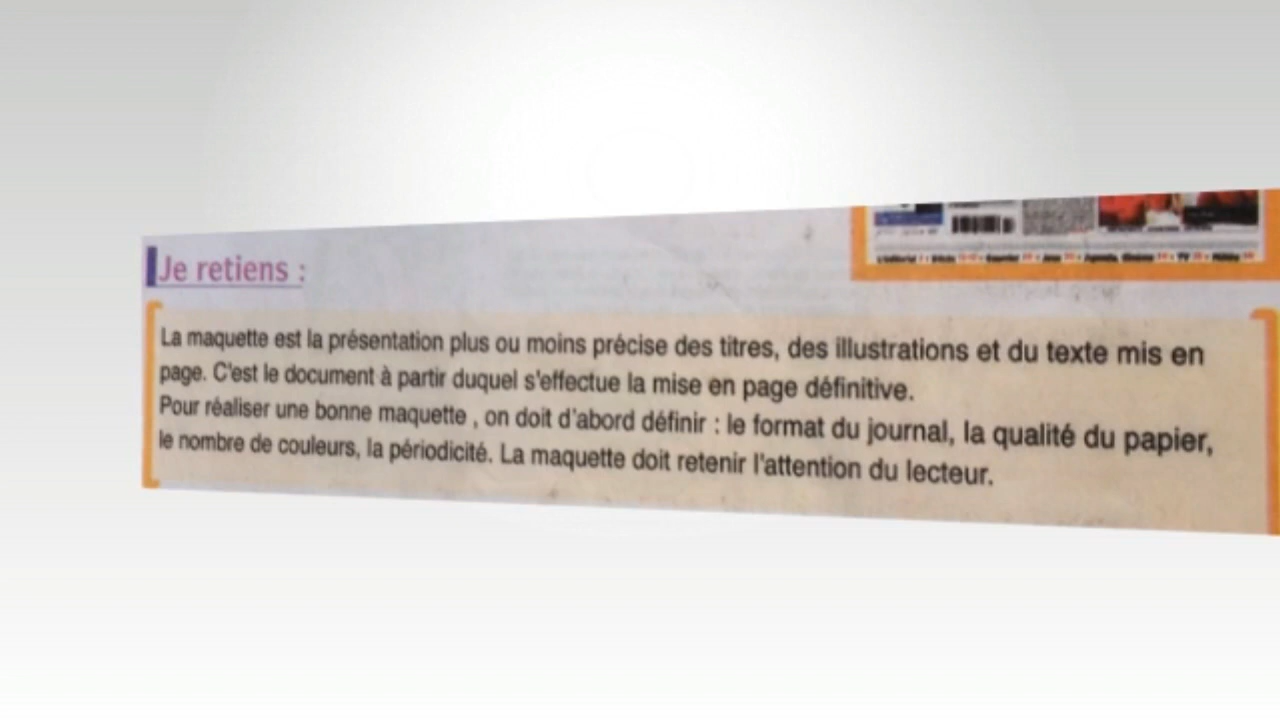 Je retiens :
La maquette est la présentation plus ou moins précise des titres, des illustrations et du texte mis en
page. C'est le document à partir duquel s'effectue la mise en page définitive.
Pour réaliser une bonne maquette , on doit d'abord définir : le format du journal, la qualité du papier,
le nombre de couleurs, la périodicité. La maquette doit retenir l'attention du lecteur.